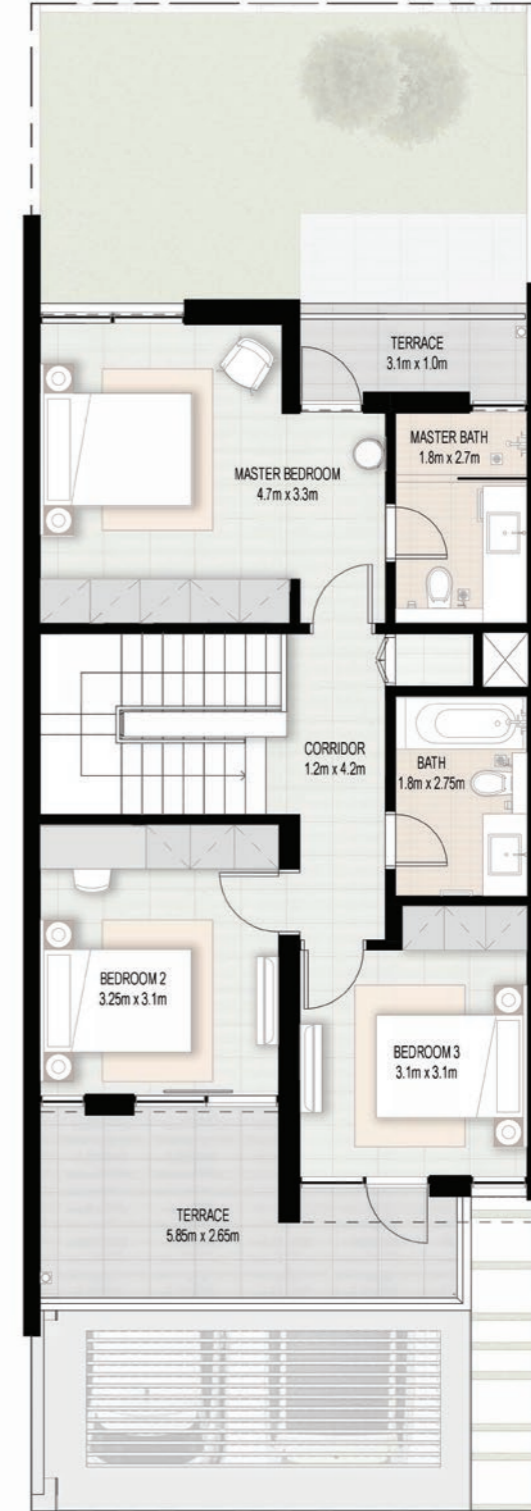 TERRACE
3.1m x 1.0m
MASTER BATH
1.8m x 2.7m
MASTER BEDROOM
4.7m x 3.3m
CORRIDOR
1.2m x 4.2m
BATH
1.8m x 2.75m
BEDROOM 2
3.25m x 3.1m
BEDROOM 3
3.1m x 3.1m
TERRACE
5.85m x 2.65m